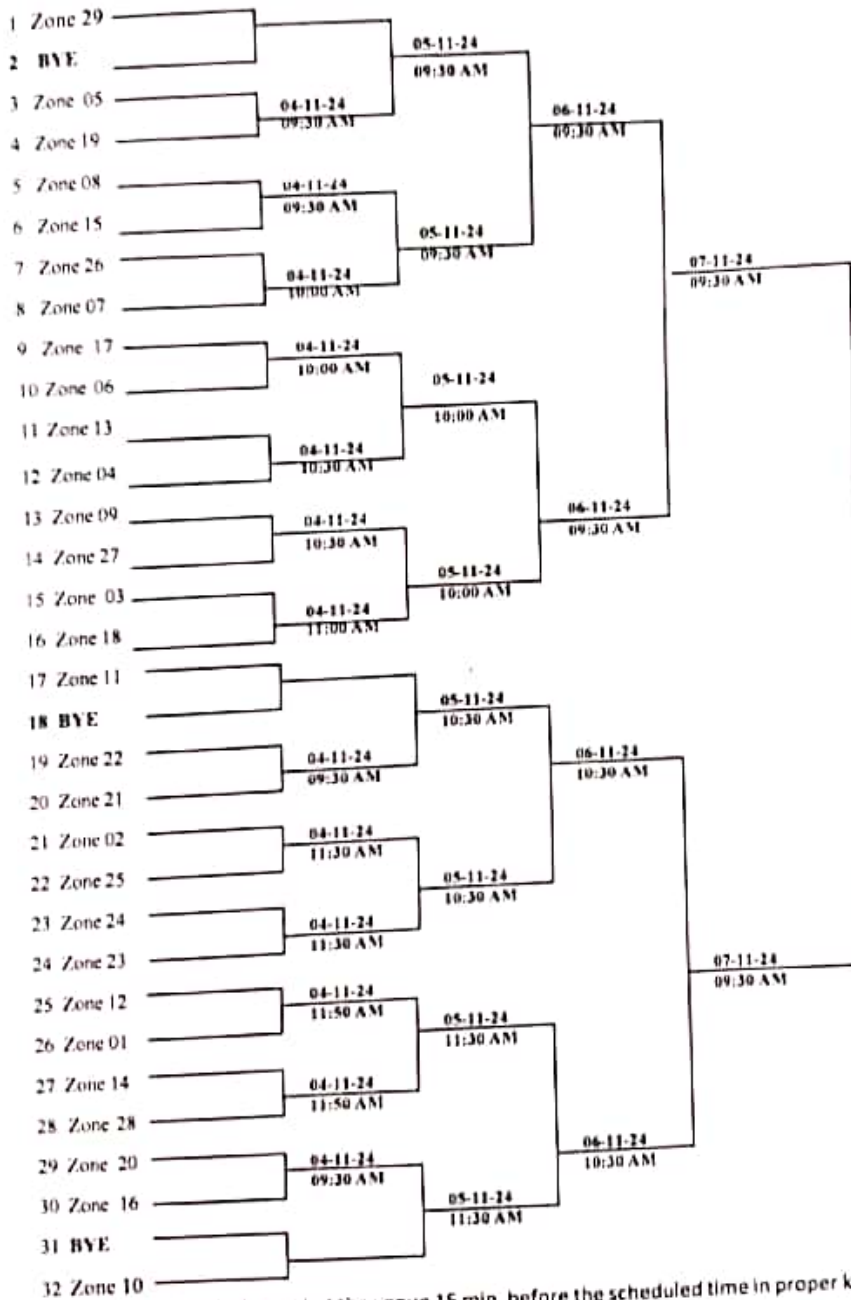 1 Zone 29
2 BYE
3 Zone 05
4 Zone 19
5 Zone 08
6 Zone 15
7 Zone 26
8 Zone 07
9 Zone 17
10 Zone 06
11 Zone 13
12 Zone 04
13 Zone 09
14 Zone 27
15 Zone 03
16 Zone 18
17 Zone 11
18 BYE
19 Zone 22
20 Zone 21
21 Zone 02
22 Zone 25
23 Zone 24
24 Zone 23
25 Zone 12
26 Zone 01
27 Zone 14
28 Zone 28
29 Zone 20
30 Zone 16
31 BYE
32 Zone 10
04-11-24
09:30 AM
04-11-24
09:30 AM
04-11-24
10:00 AM
04-11-24
10:00 AM
04-11-24
10:30 AM
04-11-24
10:30 AM
04-11-24
11:00 AM
04-11-24
09:30 AM
04-11-24
11:30 AM
04-11-24
11:30 AM
04-11-24
11:50 AM
04-11-24
11:50 AM
04-11-24
09:30 AM
05-11-24
09:30 AM
05-11-24
09:30 AM
05-11-24
10:00 AM
05-11-24
10:00 AM
05-11-24
10:30 AM
05-11-24
10:30 AM
05-11-24
11:30 AM
05-11-24
11:30 AM
06-11-24
09:30 AM
06-11-24
09:30 AM
06-11-24
10:30 AM
06-11-24
10:30 AM
07-11-24
09:30 AM
07-11-24
09:30 AM
15 min. before the scheduled time in proper